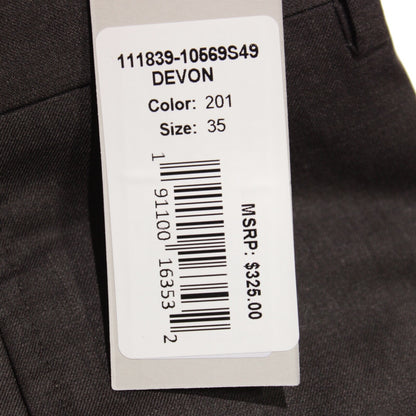 111839-10569S49
DEVON
Color: 201
Size: 35
1 91100 16353 2
MSRP: $325.00